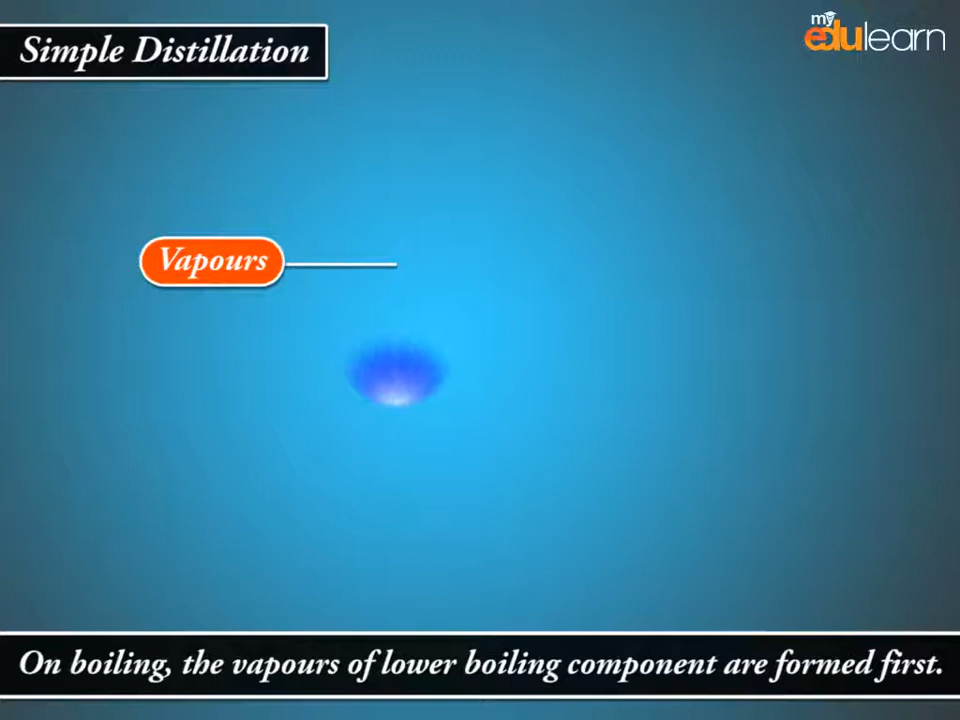 Simple Distillation
my
edulearn
Vapours
On boiling, the vapours of lower boiling component are formed first.